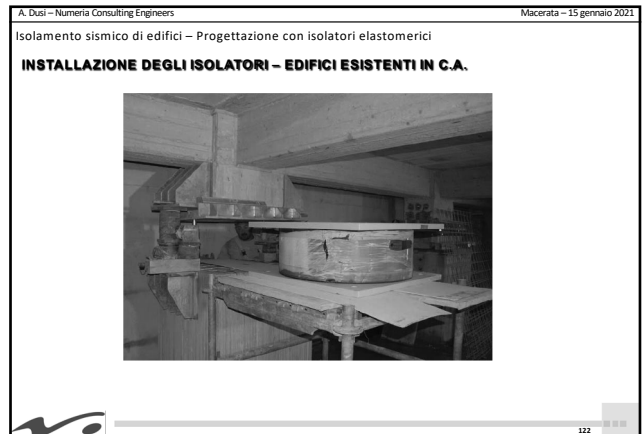 A. Dusi – Numeria Consulting Engineers
Macerata – 15 gennaio 2021
Isolamento sismico di edifici – Progettazione con isolatori elastomerici
INSTALLAZIONE DEGLI ISOLATORI – EDIFICI ESISTENTI IN C.A.
122